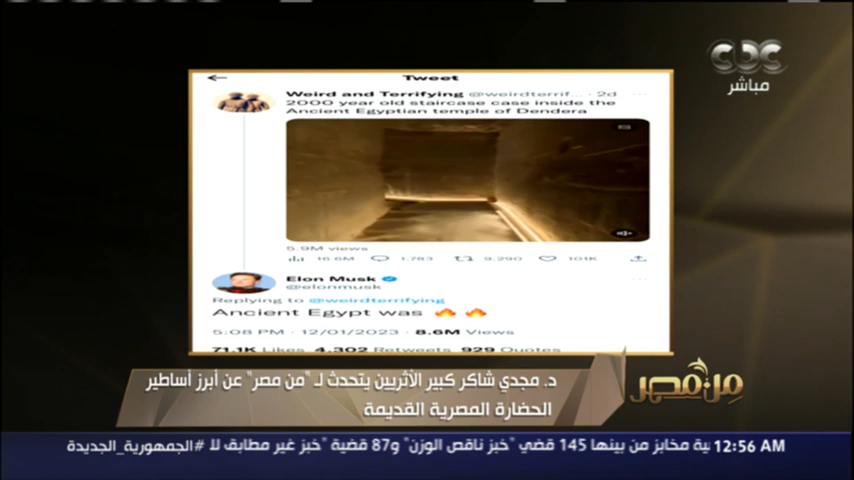 cbc
مباشر
Tweet
Weird and Terrifying @weirdterrif... · 2d
2000 year old staircase case inside the
Ancient Egyptian temple of Dendera
5.9M views
16.6M 1,783 9,290 101K
Elon Musk
@elonmusk
Replying to @weirdterrifying
Ancient Egypt was 🔥 🔥
5:08 PM · 12/01/2023 · 8.6M Views
71.1K Likes 4,302 Retweets 929 Quotes
د. مجدي شاكر كبير الأثريين يتحدث لـ "من مصر" عن أبرز أساطير
الحضارة المصرية القديمة
من مصر
12:56 AM
ية مخابز من بينها 145 قضي "خبز ناقص الوزن" و87 قضية "خبز غير مطابق لا #الجمهورية_الجديدة